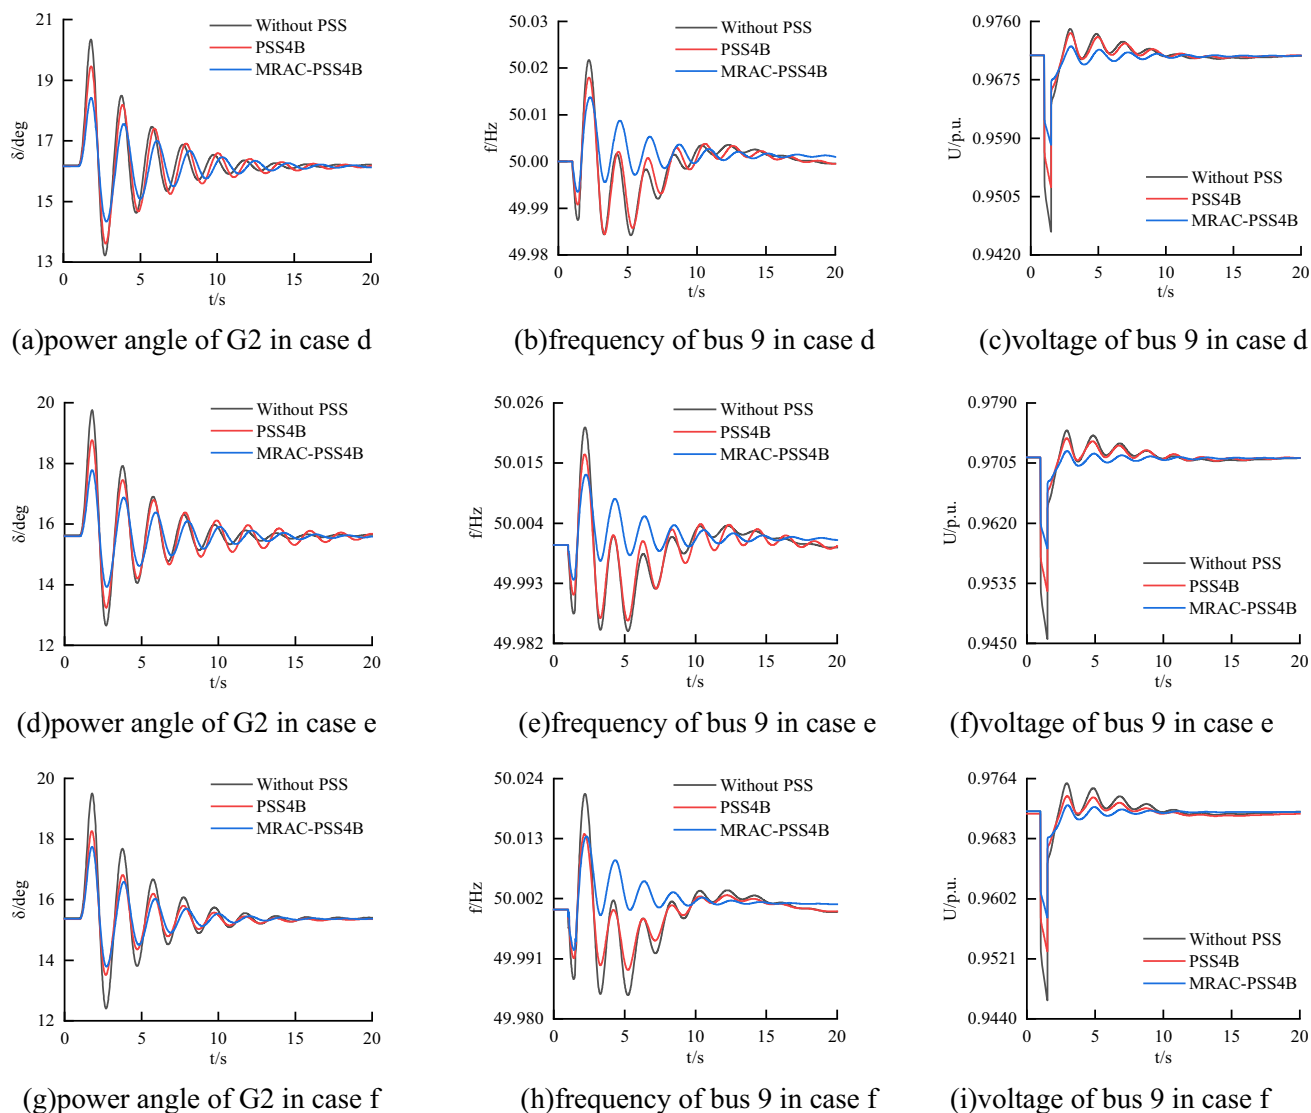 21
19
17
15
13
δ/deg
0
5
10
15
20
t/s
Without PSS
PSS4B
MRAC-PSS4B
(a)power angle of G2 in case d
50.03
50.02
50.01
50.00
49.99
49.98
f/Hz
0
5
10
15
20
t/s
Without PSS
PSS4B
MRAC-PSS4B
(b)frequency of bus 9 in case d
0.9760
0.9675
0.9590
0.9505
0.9420
U/p.u.
0
5
10
15
20
t/s
Without PSS
PSS4B
MRAC-PSS4B
(c)voltage of bus 9 in case d
20
18
16
14
12
δ/deg
0
5
10
15
20
t/s
Without PSS
PSS4B
MRAC-PSS4B
(d)power angle of G2 in case e
50.026
50.015
50.004
49.993
49.982
f/Hz
0
5
10
15
20
t/s
Without PSS
PSS4B
MRAC-PSS4B
(e)frequency of bus 9 in case e
0.9790
0.9705
0.9620
0.9535
0.9450
U/p.u.
0
5
10
15
20
t/s
Without PSS
PSS4B
MRAC-PSS4B
(f)voltage of bus 9 in case e
20
18
16
14
12
δ/deg
0
5
10
15
20
t/s
Without PSS
PSS4B
MRAC-PSS4B
(g)power angle of G2 in case f
50.024
50.013
50.002
49.991
49.980
f/Hz
0
5
10
15
20
t/s
Without PSS
PSS4B
MRAC-PSS4B
(h)frequency of bus 9 in case f
0.9764
0.9683
0.9602
0.9521
0.9440
U/p.u.
0
5
10
15
20
t/s
Without PSS
PSS4B
MRAC-PSS4B
(i)voltage of bus 9 in case f